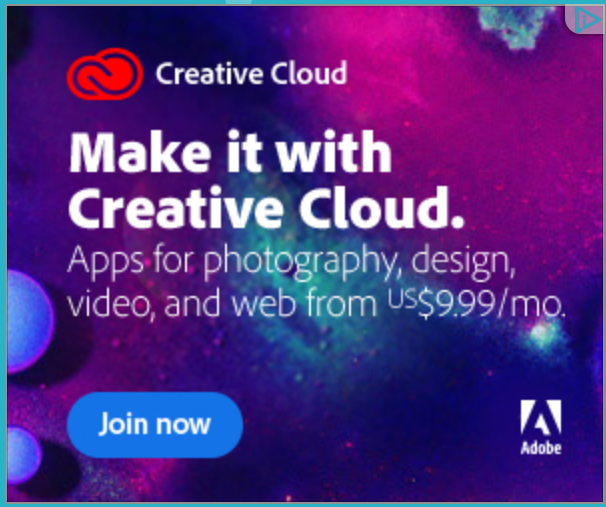 Creative Cloud
Make it with
Creative Cloud.
Apps for photography, design,
video, and web from US$9.99/mo.
Join now
Adobe